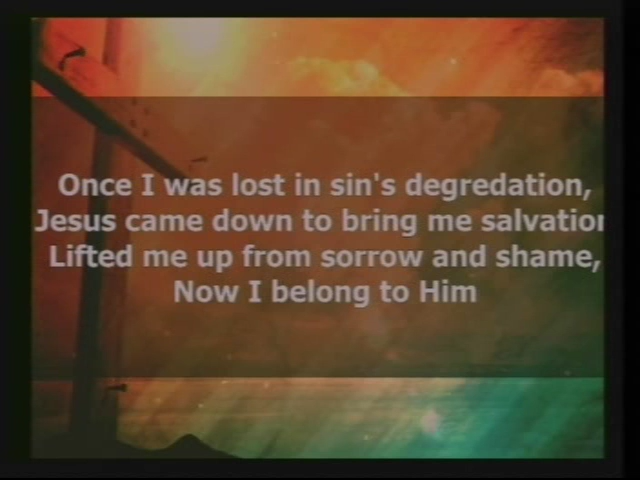 Once I was lost in sin's degredation,
Jesus came down to bring me salvation
Lifted me up from sorrow and shame,
Now I belong to Him